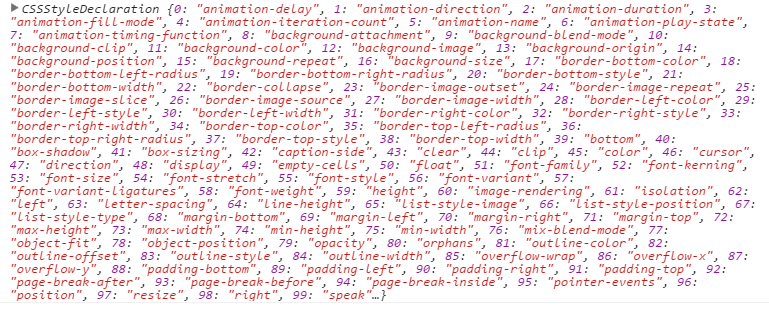 CSSStyleDeclaration {0: "animation-delay", 1: "animation-direction", 2: "animation-duration", 3:
"animation-fill-mode", 4: "animation-iteration-count", 5: "animation-name", 6: "animation-play-state",
7: "animation-timing-function", 8: "background-attachment", 9: "background-blend-mode", 10:
"background-clip", 11: "background-color", 12: "background-image", 13: "background-origin", 14:
"background-position", 15: "background-repeat", 16: "background-size", 17: "border-bottom-color", 18:
"border-bottom-left-radius", 19: "border-bottom-right-radius", 20: "border-bottom-style", 21:
"border-bottom-width", 22: "border-collapse", 23: "border-image-outset", 24: "border-image-repeat", 25:
"border-image-slice", 26: "border-image-source", 27: "border-image-width", 28: "border-left-color", 29:
"border-left-style", 30: "border-left-width", 31: "border-right-color", 32: "border-right-style", 33:
"border-right-width", 34: "border-top-color", 35: "border-top-left-radius", 36:
"border-top-right-radius", 37: "border-top-style", 38: "border-top-width", 39: "bottom", 40:
"box-shadow", 41: "box-sizing", 42: "caption-side", 43: "clear", 44: "clip", 45: "color", 46: "cursor",
47: "direction", 48: "display", 49: "empty-cells", 50: "float", 51: "font-family", 52: "font-kerning",
53: "font-size", 54: "font-stretch", 55: "font-style", 56: "font-variant", 57:
"font-variant-ligatures", 58: "font-weight", 59: "height", 60: "image-rendering", 61: "isolation", 62:
"left", 63: "letter-spacing", 64: "line-height", 65: "list-style-image", 66: "list-style-position", 67:
"list-style-type", 68: "margin-bottom", 69: "margin-left", 70: "margin-right", 71: "margin-top", 72:
"max-height", 73: "max-width", 74: "min-height", 75: "min-width", 76: "mix-blend-mode", 77:
"object-fit", 78: "object-position", 79: "opacity", 80: "orphans", 81: "outline-color", 82:
"outline-offset", 83: "outline-style", 84: "outline-width", 85: "overflow-wrap", 86: "overflow-x", 87:
"overflow-y", 88: "padding-bottom", 89: "padding-left", 90: "padding-right", 91: "padding-top", 92:
"page-break-after", 93: "page-break-before", 94: "page-break-inside", 95: "pointer-events", 96:
"position", 97: "resize", 98: "right", 99: "speak"…}